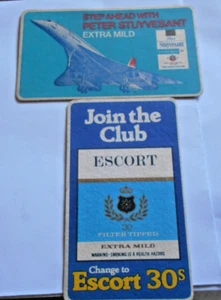 STEP AHEAD WITH
PETER STUYVESANT
EXTRA MILD
Join the
Club
ESCORT
30
FILTER TIPPED
EXTRA MILD
WARNING—SMOKING IS A HEALTH HAZARD
Change to
Escort 30s